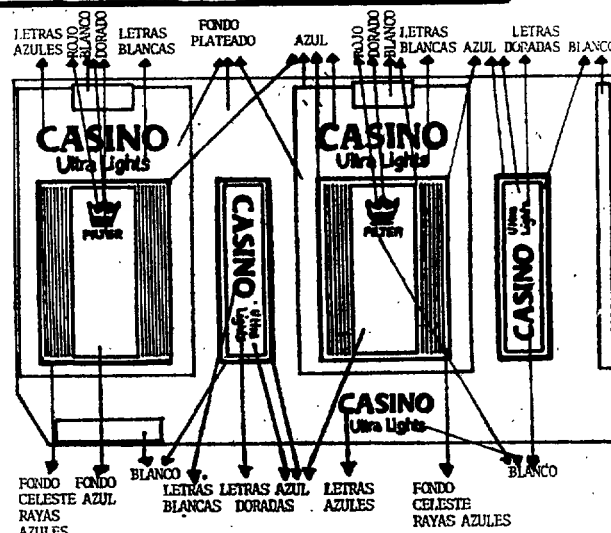 LETRAS
AZULES
ROJO
BLANCO
DORADO
LETRAS
BLANCAS
FONDO
PLATEADO
AZUL
ROJO
DORADO
BLANCO
LETRAS
BLANCAS
AZUL
LETRAS
DORADAS
BLANCO
CASINO
Ultra Lights
FILTER
CASINO
Ultra
Lights
CASINO
Ultra Lights
FILTER
CASINO
Ultra
Lights
CASINO
Ultra Lights
FONDO
CELESTE
RAYAS
AZULES
FONDO
AZUL
BLANCO
LETRAS
BLANCAS
LETRAS
DORADAS
AZUL
LETRAS
AZULES
FONDO
CELESTE
RAYAS AZULES
BLANCO